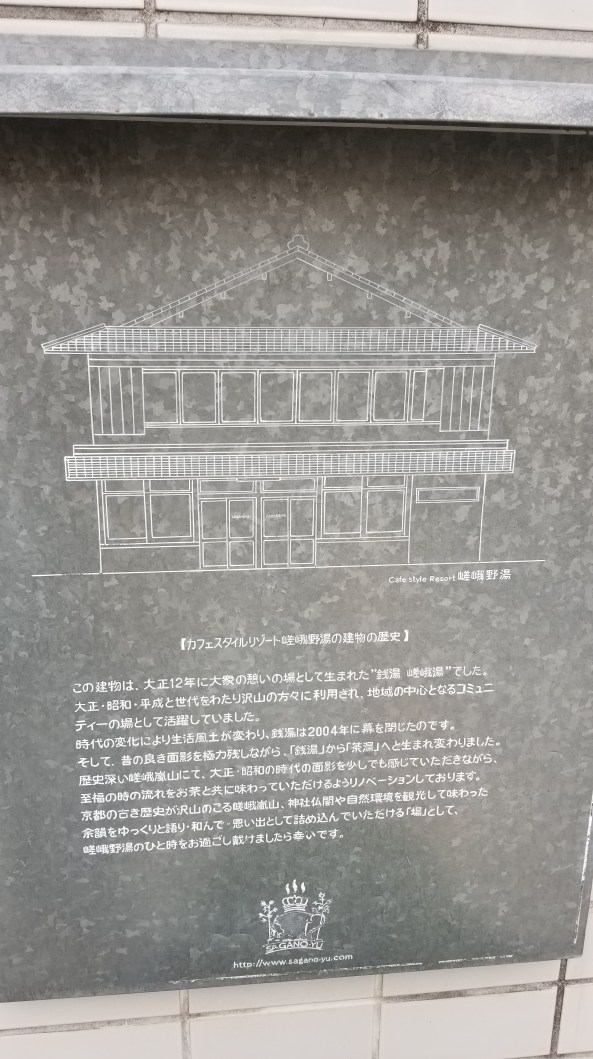 Cafe style Resort 嵯峨野湯
【カフェスタイルリゾート嵯峨野湯の建物の歴史】
この建物は、大正12年に大衆の憩いの場として生まれた"銭湯 嵯峨湯"でした。
大正・昭和・平成と世代をわたり沢山の方々に利用され、地域の中心となるコミュニ
ティーの場として活躍していました。
時代の変化により生活風土が変わり、銭湯は2004年に幕を閉じたのです。
そして、昔の良き面影を極力残しながら、「銭湯」から「茶湯」へと生まれ変わりました。
歴史深い嵯峨嵐山にて、大正・昭和の時代の面影を少しでも感じていただきながら、
至福の時の流れをお茶と共に味わっていただけるようリノベーションしております。
京都の古き歴史が沢山のこる嵯峨嵐山、神社仏閣や自然環境を観光して味わった
余韻をゆっくりと語り・和んで・思い出として詰め込んでいただける「場」として、
嵯峨野湯のひと時をお過ごし戴けましたら幸いです。
SAGANO-YU
http://www.sagano-yu.com